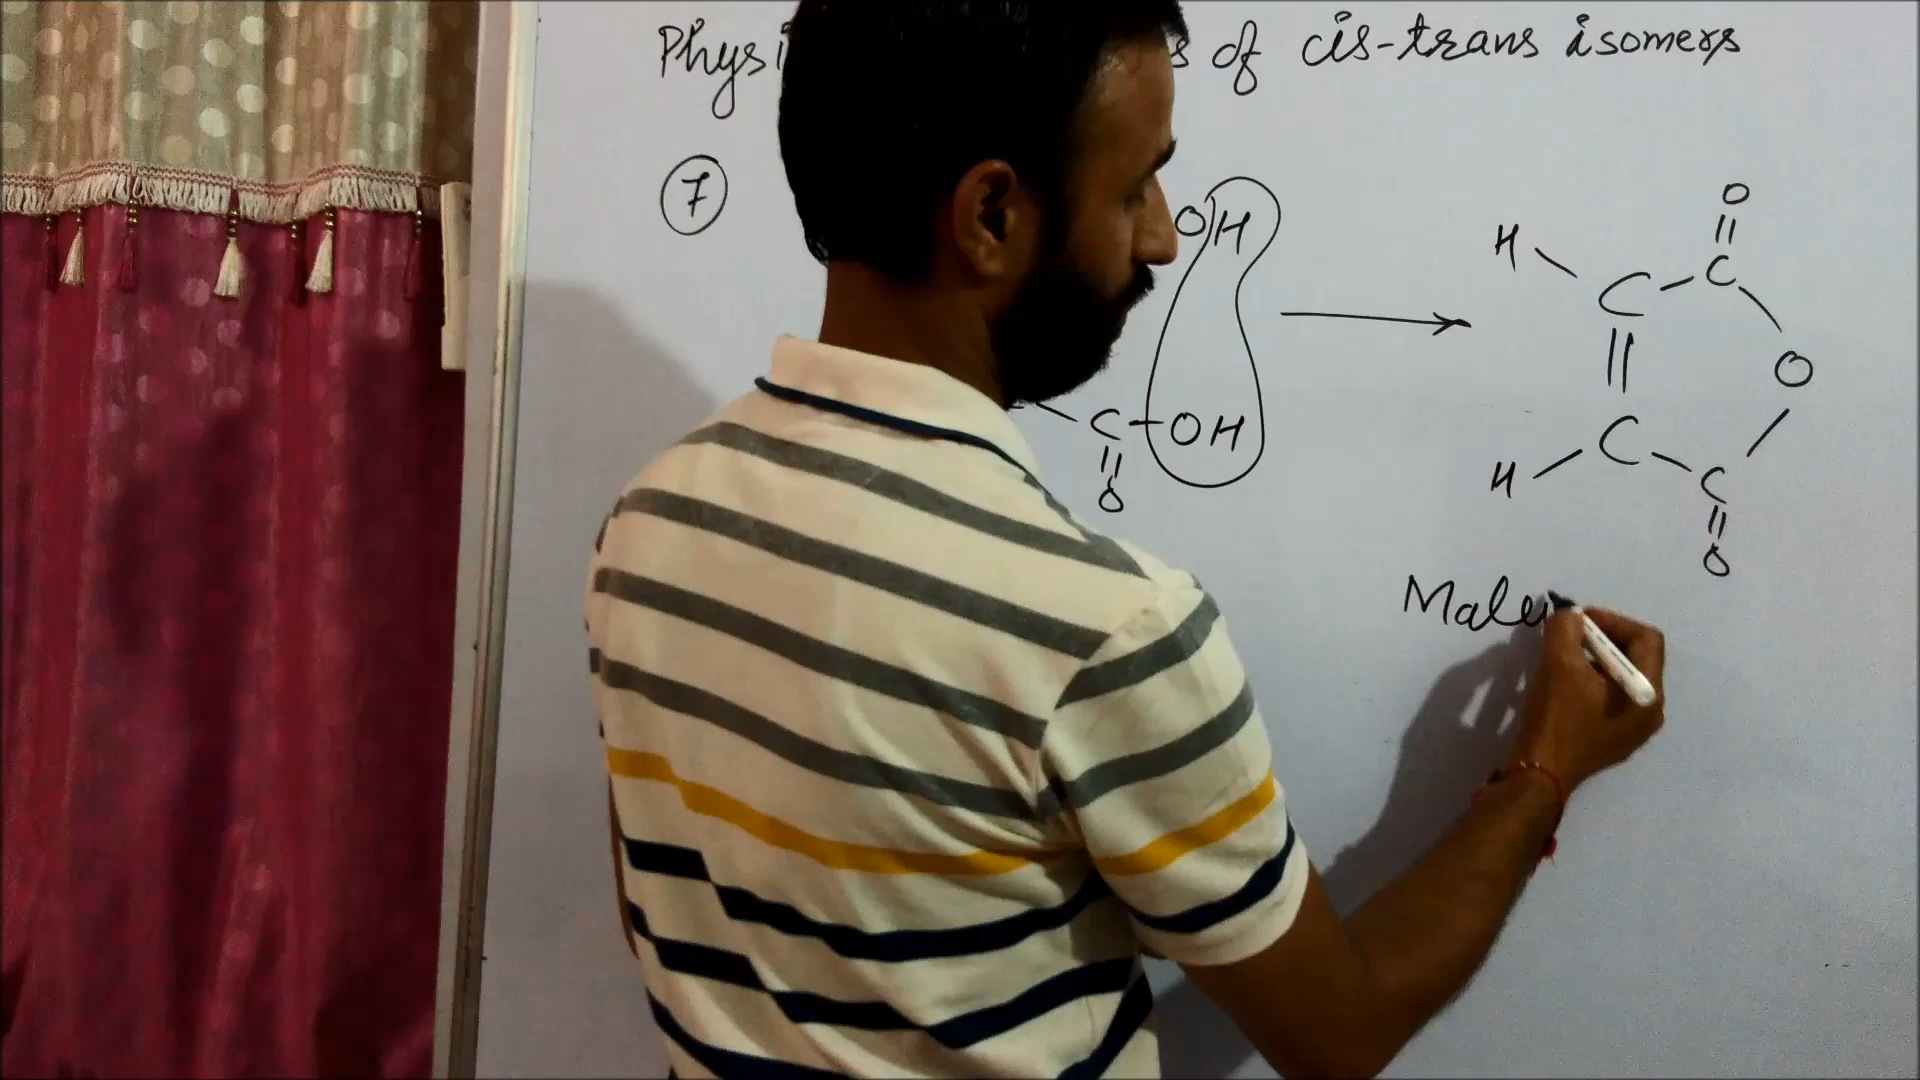 Physi s of cis-trans isomers
7
OH
C-OH
O
O
H C
C
O
C
H C
O
Male